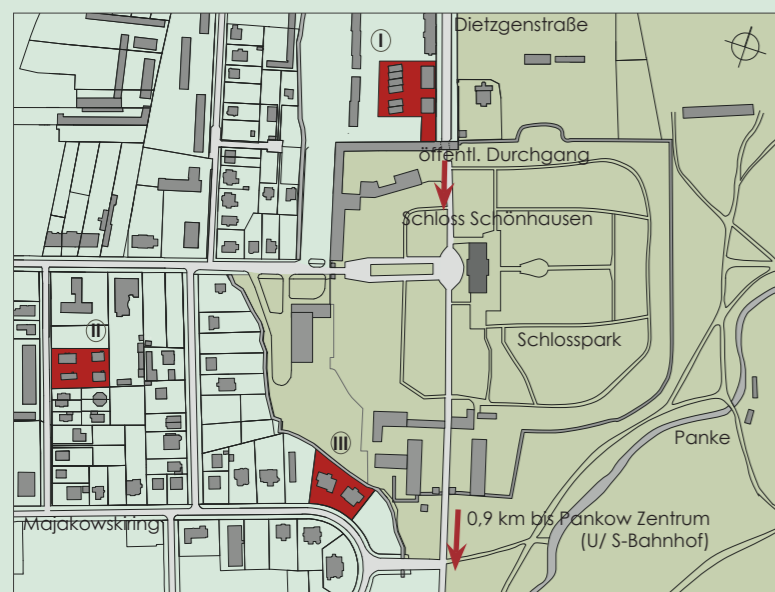 Dietzgenstraße
I
öffentl. Durchgang
Schloss Schönhausen
II
Schlosspark
III
Panke
Majakowskiring
0,9 km bis Pankow Zentrum
(U/ S-Bahnhof)